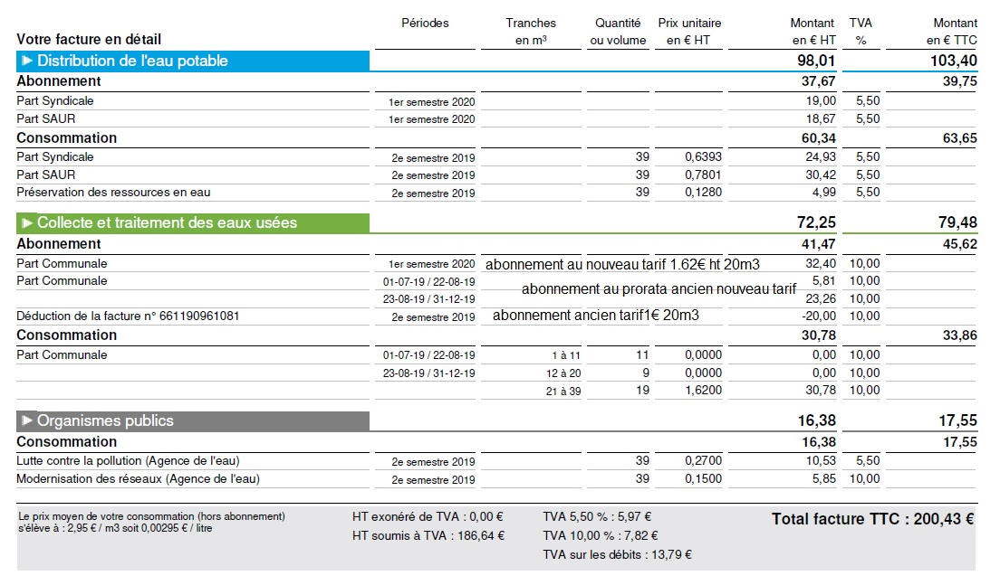 Périodes Tranches Quantité Prix unitaire Montant TVA Montant
Votre facture en détail en m³ ou volume en € HT en € HT % en € TTC
Distribution de l'eau potable 98,01 103,40
Abonnement 37,67 39,75
Part Syndicale 1er semestre 2020 19,00 5,50
Part SAUR 1er semestre 2020 18,67 5,50
Consommation 60,34 63,65
Part Syndicale 2e semestre 2019 39 0,6393 24,93 5,50
Part SAUR 2e semestre 2019 39 0,7801 30,42 5,50
Préservation des ressources en eau 2e semestre 2019 39 0,1280 4,99 5,50
Collecte et traitement des eaux usées 72,25 79,48
Abonnement 41,47 45,62
Part Communale 1er semestre 2020 abonnement au nouveau tarif 1.62€ ht 20m3 32,40 10,00
Part Communale 01-07-19 / 22-08-19 5,81 10,00
abonnement au prorata ancien nouveau tarif
23-08-19 / 31-12-19 23,26 10,00
Déduction de la facture n° 661190961081 2e semestre 2019 abonnement ancien tarif1€ 20m3 -20,00 10,00
Consommation 30,78 33,86
Part Communale 01-07-19 / 22-08-19 1 à 11 11 0,0000 0,00 10,00
23-08-19 / 31-12-19 12 à 20 9 0,0000 0,00 10,00
21 à 39 19 1,6200 30,78 10,00
Organismes publics 16,38 17,55
Consommation 16,38 17,55
Lutte contre la pollution (Agence de l'eau) 2e semestre 2019 39 0,2700 10,53 5,50
Modernisation des réseaux (Agence de l'eau) 2e semestre 2019 39 0,1500 5,85 10,00
Le prix moyen de votre consommation (hors abonnement) HT exonéré de TVA : 0,00 € TVA 5,50 % : 5,97 € Total facture TTC : 200,43 €
s'élève à : 2,95 € / m3 soit 0,00295 € / litre
HT soumis à TVA : 186,64 € TVA 10,00 % : 7,82 €
TVA sur les débits : 13,79 €